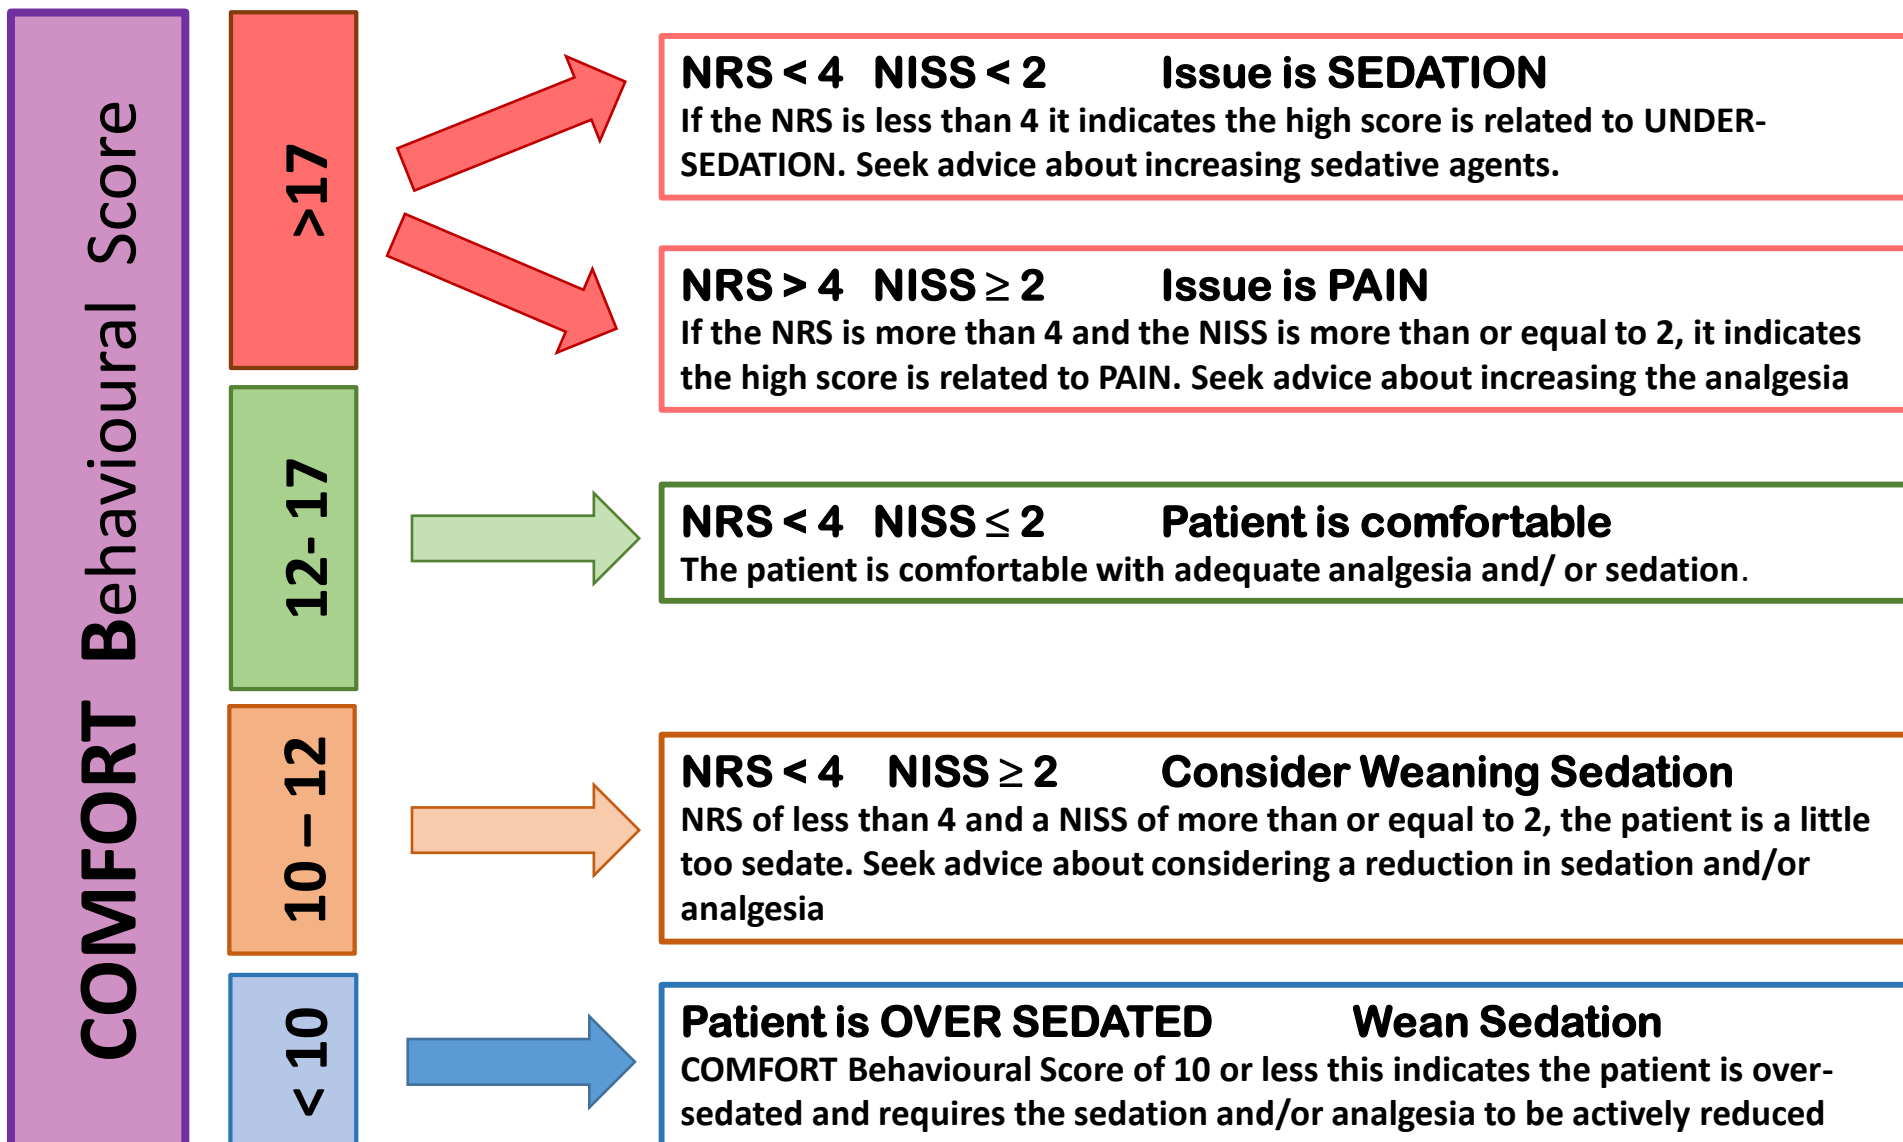 COMFORT Behavioural Score
>17
NRS < 4 NISS < 2 Issue is SEDATION
If the NRS is less than 4 it indicates the high score is related to UNDER-
SEDATION. Seek advice about increasing sedative agents.
NRS > 4 NISS ≥ 2 Issue is PAIN
If the NRS is more than 4 and the NISS is more than or equal to 2, it indicates
the high score is related to PAIN. Seek advice about increasing the analgesia
12- 17
NRS < 4 NISS ≤ 2 Patient is comfortable
The patient is comfortable with adequate analgesia and/ or sedation.
10 – 12
NRS < 4 NISS ≥ 2 Consider Weaning Sedation
NRS of less than 4 and a NISS of more than or equal to 2, the patient is a little
too sedate. Seek advice about considering a reduction in sedation and/or
analgesia
< 10
Patient is OVER SEDATED Wean Sedation
COMFORT Behavioural Score of 10 or less this indicates the patient is over-
sedated and requires the sedation and/or analgesia to be actively reduced